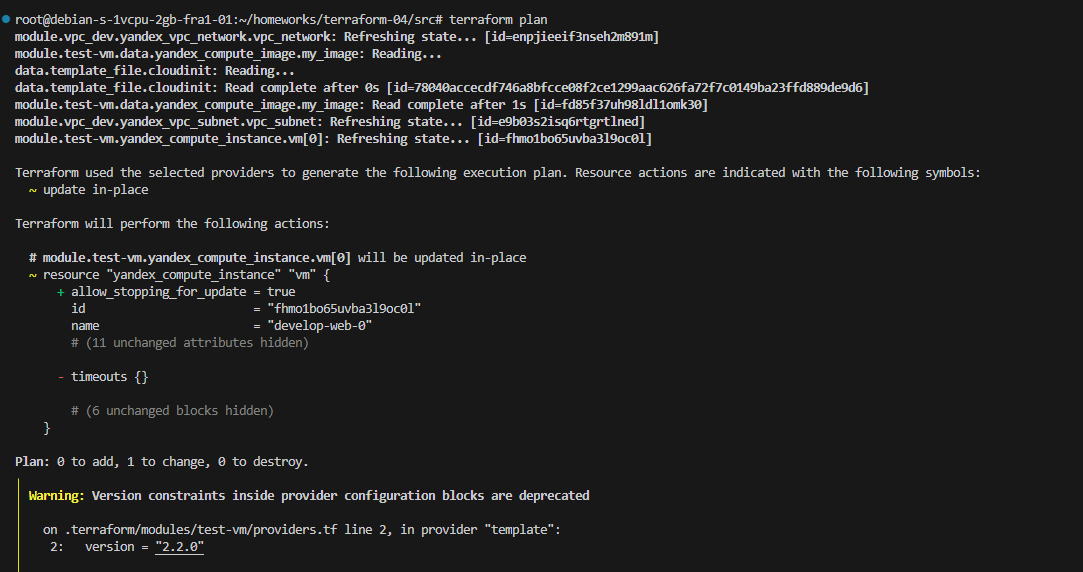 root@debian-s-1vcpu-2gb-fra1-01:~/homeworks/terraform-04/src# terraform plan
module.vpc_dev.yandex_vpc_network.vpc_network: Refreshing state... [id=enpjieeif3nseh2m891m]
module.test-vm.data.yandex_compute_image.my_image: Reading...
data.template_file.cloudinit: Reading...
data.template_file.cloudinit: Read complete after 0s [id=78040accecdf746a8bfcce08f2ce1299aac626fa72f7c0149ba23ffd889de9d6]
module.test-vm.data.yandex_compute_image.my_image: Read complete after 1s [id=fd85f37uh98ldl1omk30]
module.vpc_dev.yandex_vpc_subnet.vpc_subnet: Refreshing state... [id=e9b03s2isq6rtgrtlned]
module.test-vm.yandex_compute_instance.vm[0]: Refreshing state... [id=fhmo1bo65uvba3l9oc0l]
Terraform used the selected providers to generate the following execution plan. Resource actions are indicated with the following symbols:
~ update in-place
Terraform will perform the following actions:
# module.test-vm.yandex_compute_instance.vm[0] will be updated in-place
~ resource "yandex_compute_instance" "vm" {
+ allow_stopping_for_update = true
id = "fhmo1bo65uvba3l9oc0l"
name = "develop-web-0"
# (11 unchanged attributes hidden)
- timeouts {}
# (6 unchanged blocks hidden)
}
Plan: 0 to add, 1 to change, 0 to destroy.
Warning: Version constraints inside provider configuration blocks are deprecated
on .terraform/modules/test-vm/providers.tf line 2, in provider "template":
2: version = "2.2.0"